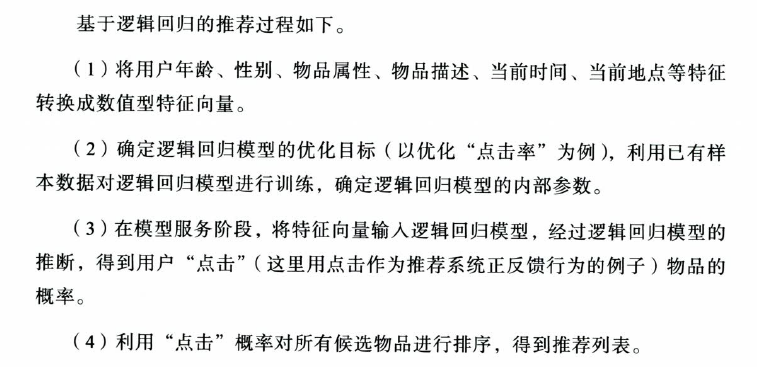 基于逻辑回归的推荐过程如下。
（1）将用户年龄、性别、物品属性、物品描述、当前时间、当前地点等特征
转换成数值型特征向量。
（2）确定逻辑回归模型的优化目标（以优化“点击率”为例），利用已有样
本数据对逻辑回归模型进行训练，确定逻辑回归模型的内部参数。
（3）在模型服务阶段，将特征向量输入逻辑回归模型，经过逻辑回归模型的
推断，得到用户“点击”（这里用点击作为推荐系统正反馈行为的例子）物品的
概率。
（4）利用“点击”概率对所有候选物品进行排序，得到推荐列表。